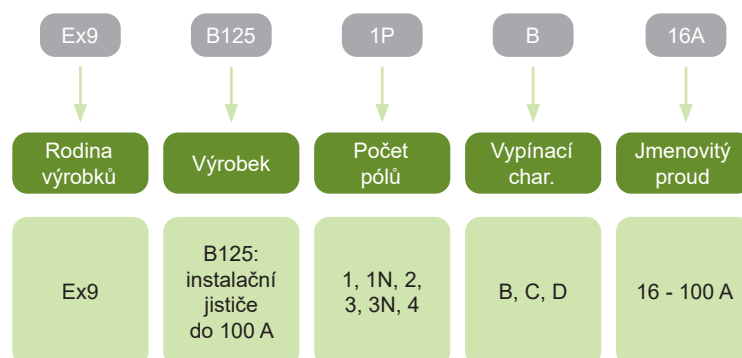 Ex9 B125 1P B 16A
Rodina
výrobků
Výrobek
Počet
pólů
Vypínací
char.
Jmenovitý
proud
Ex9
B125:
instalační
jističe
do 100 A
1, 1N, 2,
3, 3N, 4
B, C, D
16 - 100 A